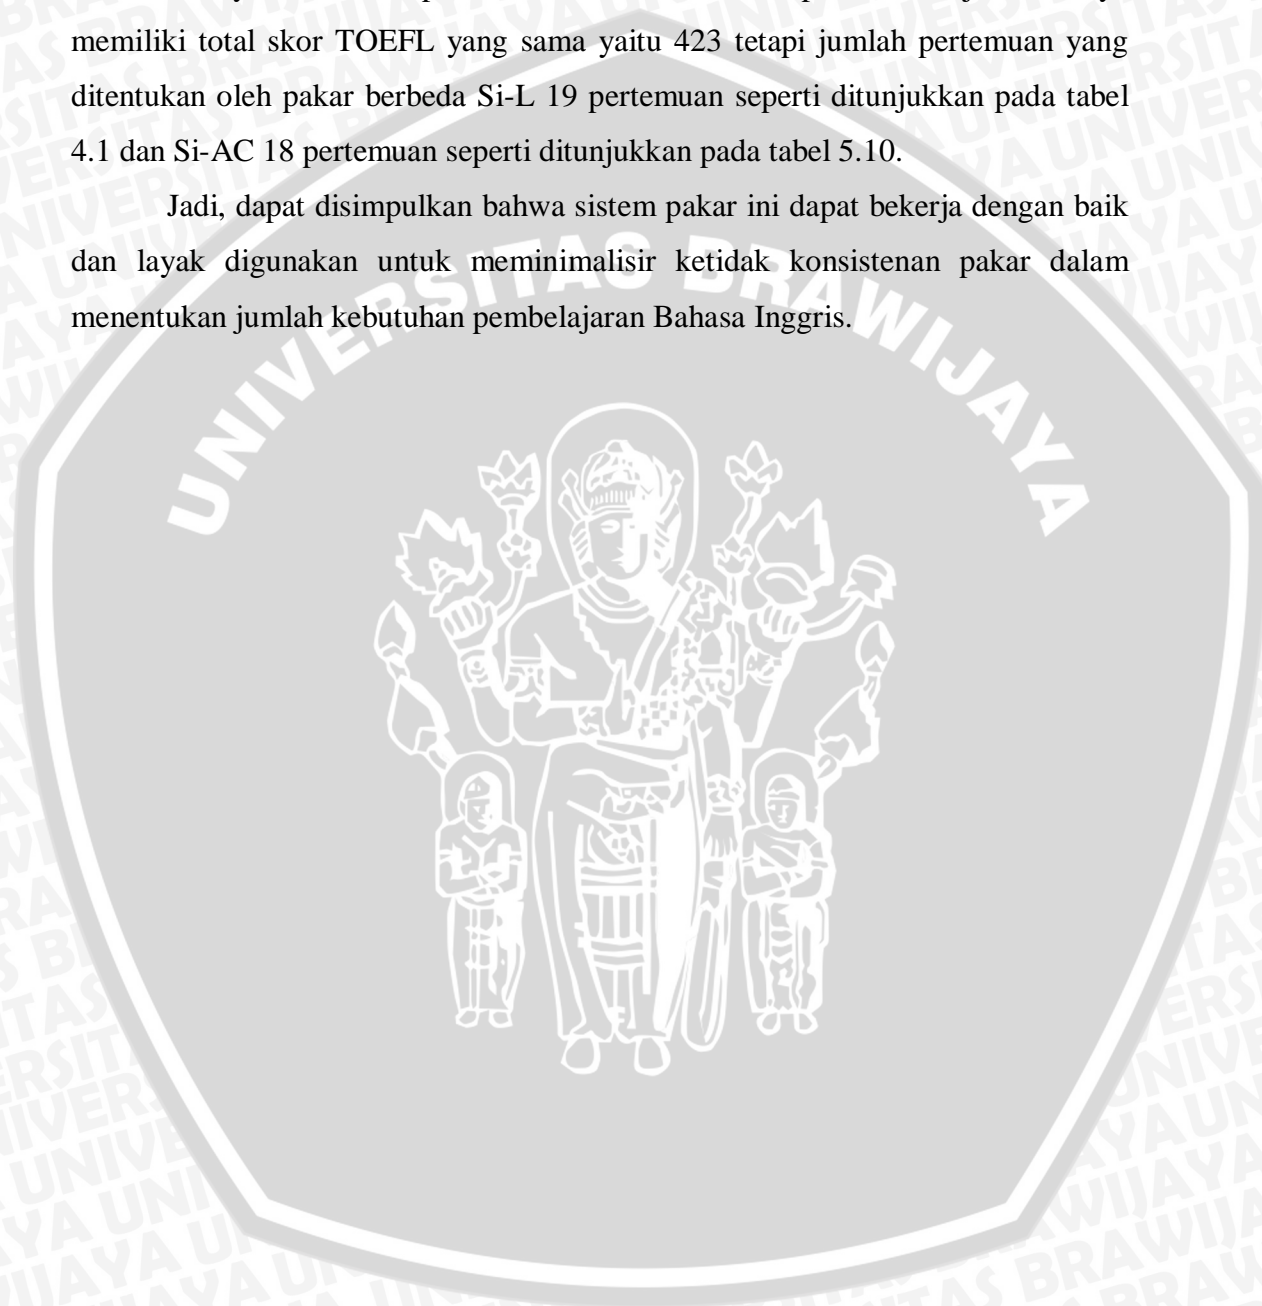 memiliki total skor TOEFL yang sama yaitu 423 tetapi jumlah pertemuan yang
ditentukan oleh pakar berbeda Si-L 19 pertemuan seperti ditunjukkan pada tabel
4.1 dan Si-AC 18 pertemuan seperti ditunjukkan pada tabel 5.10.
Jadi, dapat disimpulkan bahwa sistem pakar ini dapat bekerja dengan baik
dan layak digunakan untuk meminimalisir ketidak konsistenan pakar dalam
menentukan jumlah kebutuhan pembelajaran Bahasa Inggris.
UNIVERSITAS BRAWIJAYA